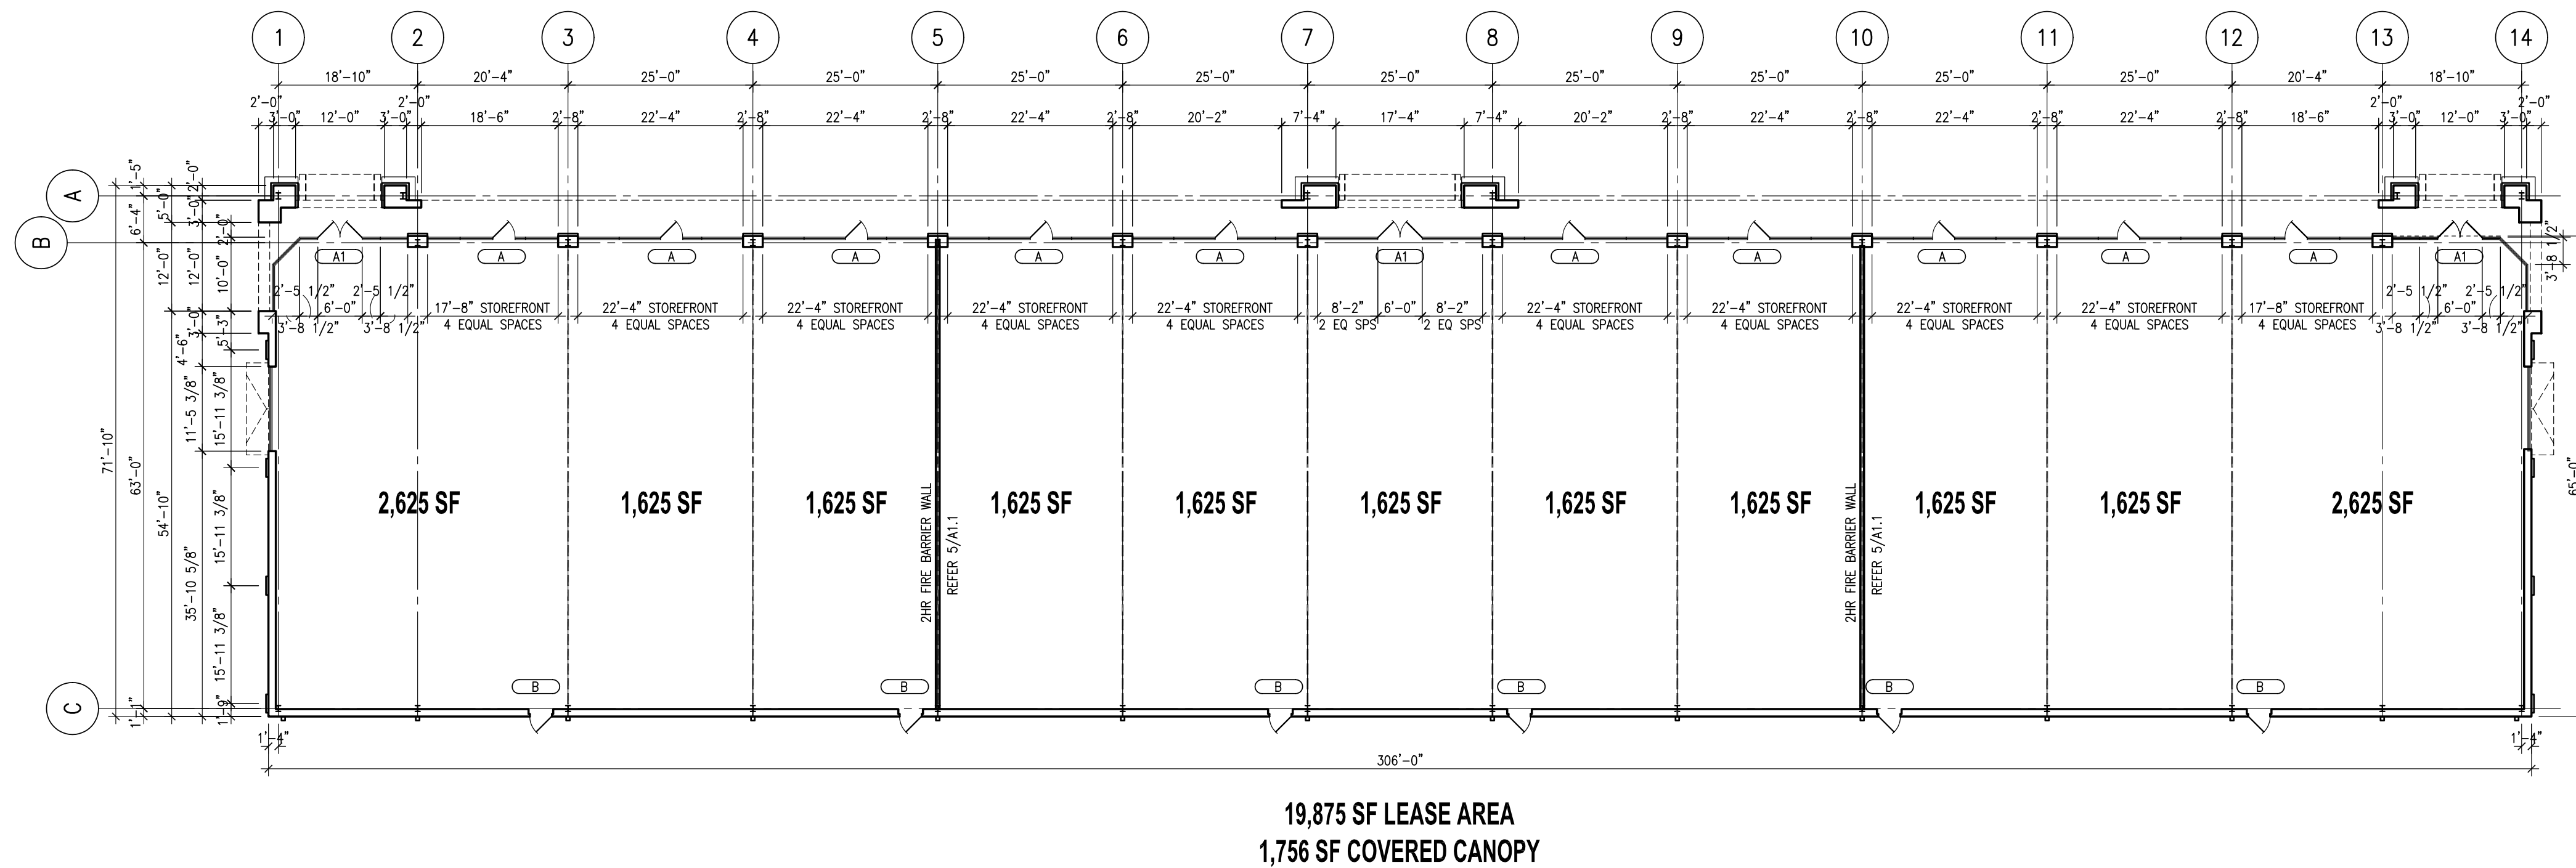 1 2 3 4 5 6 7 8 9 10 11 12 13 14
18'-10" 20'-4" 25'-0" 25'-0" 25'-0" 25'-0" 25'-0" 25'-0" 25'-0" 25'-0" 25'-0" 20'-4" 18'-10"
2'-0" 2'-0" 2'-0" 2'-0"
3'-0" 12'-0" 3'-0" 18'-6" 2'-8" 22'-4" 2'-8" 22'-4" 2'-8" 22'-4" 2'-8" 20'-2" 7'-4" 17'-4" 7'-4" 20'-2" 2'-8" 22'-4" 2'-8" 22'-4" 2'-8" 22'-4" 2'-8" 18'-6" 3'-0" 12'-0" 3'-0"
A
B
C
1'-5"
6'-4"
71'-10"
63'-0"
1'-1"
5'-0"
12'-0"
54'-10"
2'-0"
3'-0"
12'-0"
3'-0"
4'-6"
11'-5 3/8"
35'-10 5/8"
2'-0"
10'-0"
5'-3"
15'-11 3/8"
15'-11 3/8"
15'-11 3/8"
1'-9"
A1 A A A A A A1 A A A A A A1
2'-5 1/2" 2'-5 1/2"
6'-0"
3'-8 1/2" 3'-8 1/2"
17'-8" STOREFRONT
4 EQUAL SPACES
22'-4" STOREFRONT
4 EQUAL SPACES
22'-4" STOREFRONT
4 EQUAL SPACES
22'-4" STOREFRONT
4 EQUAL SPACES
22'-4" STOREFRONT
4 EQUAL SPACES
8'-2" 6'-0" 8'-2"
2 EQ SPS 2 EQ SPS
22'-4" STOREFRONT
4 EQUAL SPACES
22'-4" STOREFRONT
4 EQUAL SPACES
22'-4" STOREFRONT
4 EQUAL SPACES
22'-4" STOREFRONT
4 EQUAL SPACES
17'-8" STOREFRONT
4 EQUAL SPACES
2'-5 1/2" 2'-5 1/2"
6'-0"
3'-8 1/2" 3'-8 1/2"
3'-8 1/2"
65'-0"
2,625 SF 1,625 SF 1,625 SF 1,625 SF 1,625 SF 1,625 SF 1,625 SF 1,625 SF 1,625 SF 1,625 SF 2,625 SF
2HR FIRE BARRIER WALL
REFER 5/A1.1
2HR FIRE BARRIER WALL
REFER 5/A1.1
B B B B B B
1'-4" 1'-4"
306'-0"
19,875 SF LEASE AREA
1,756 SF COVERED CANOPY